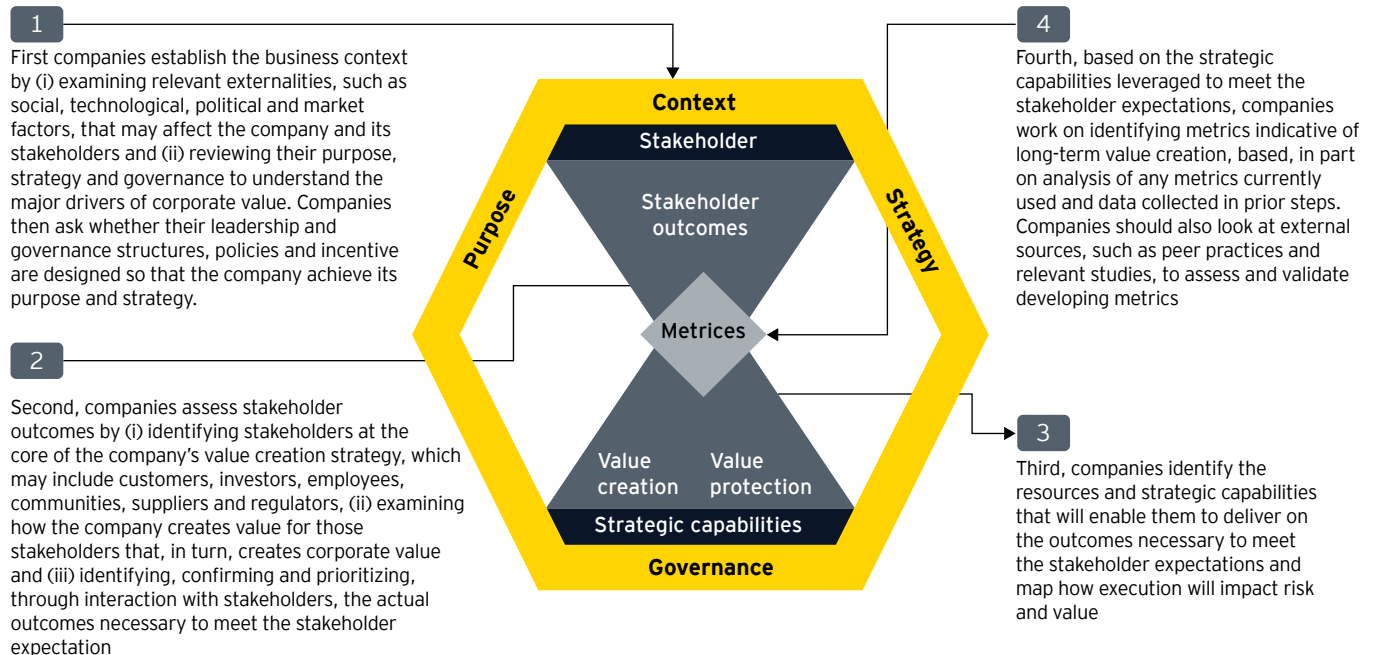 1
First companies establish the business context
by (i) examining relevant externalities, such as
social, technological, political and market
factors, that may affect the company and its
stakeholders and (ii) reviewing their purpose,
strategy and governance to understand the
major drivers of corporate value. Companies
then ask whether their leadership and
governance structures, policies and incentive
are designed so that the company achieve its
purpose and strategy.
2
Second, companies assess stakeholder
outcomes by (i) identifying stakeholders at the
core of the company’s value creation strategy, which
may include customers, investors, employees,
communities, suppliers and regulators, (ii) examining
how the company creates value for those
stakeholders that, in turn, creates corporate value
and (iii) identifying, confirming and prioritizing,
through interaction with stakeholders, the actual
outcomes necessary to meet the stakeholder
expectation
Context
Stakeholder
Stakeholder
outcomes
Purpose
Strategy
Metrices
Value
creation
Value
protection
Strategic capabilities
Governance
4
Fourth, based on the strategic
capabilities leveraged to meet the
stakeholder expectations, companies
work on identifying metrics indicative of
long-term value creation, based, in part
on analysis of any metrics currently
used and data collected in prior steps.
Companies should also look at external
sources, such as peer practices and
relevant studies, to assess and validate
developing metrics
3
Third, companies identify the
resources and strategic capabilities
that will enable them to deliver on
the outcomes necessary to meet
the stakeholder expectations and
map how execution will impact risk
and value